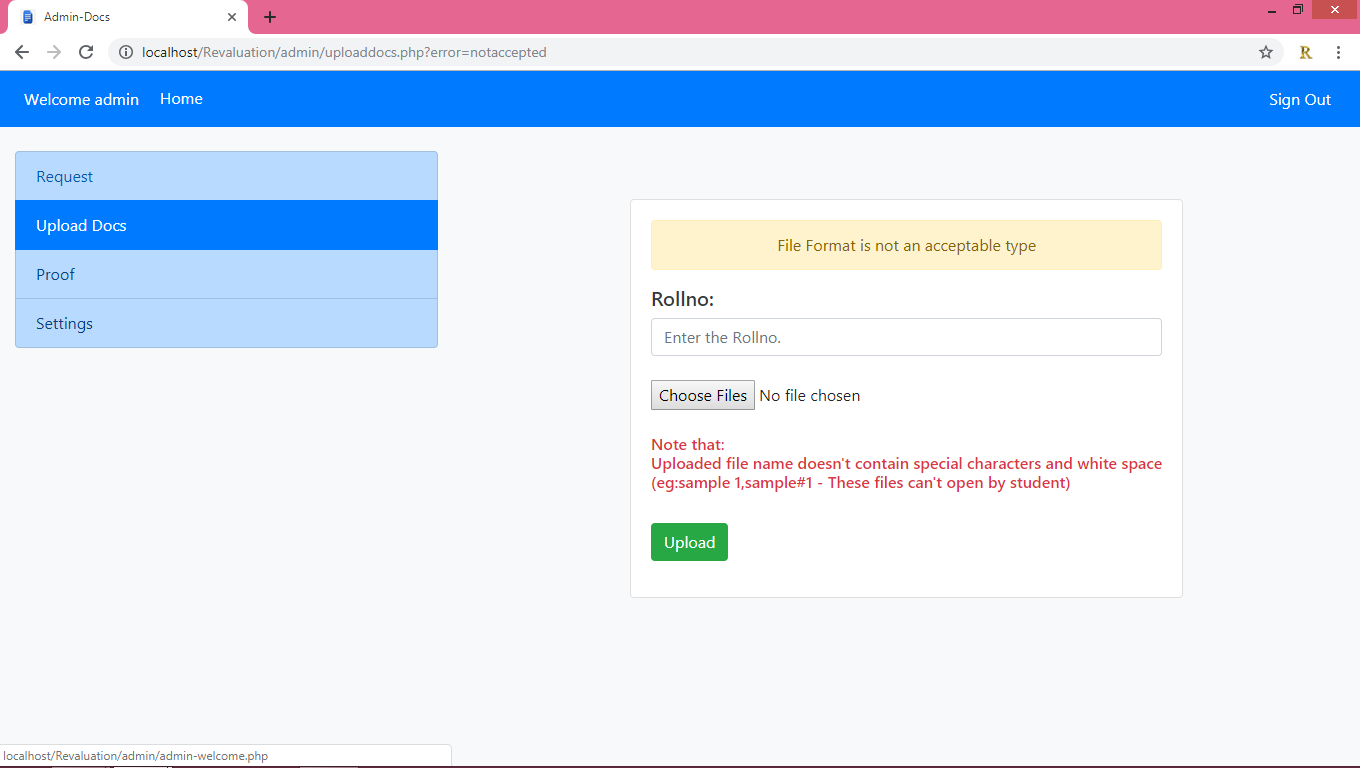 Admin-Docs
localhost/Revaluation/admin/uploaddocs.php?error=notaccepted
R
Welcome admin Home Sign Out
Request
Upload Docs
Proof
Settings
File Format is not an acceptable type
Rollno:
Enter the Rollno.
Choose Files No file chosen
Note that:
Uploaded file name doesn't contain special characters and white space
(eg:sample 1,sample#1 - These files can't open by student)
Upload
localhost/Revaluation/admin/admin-welcome.php